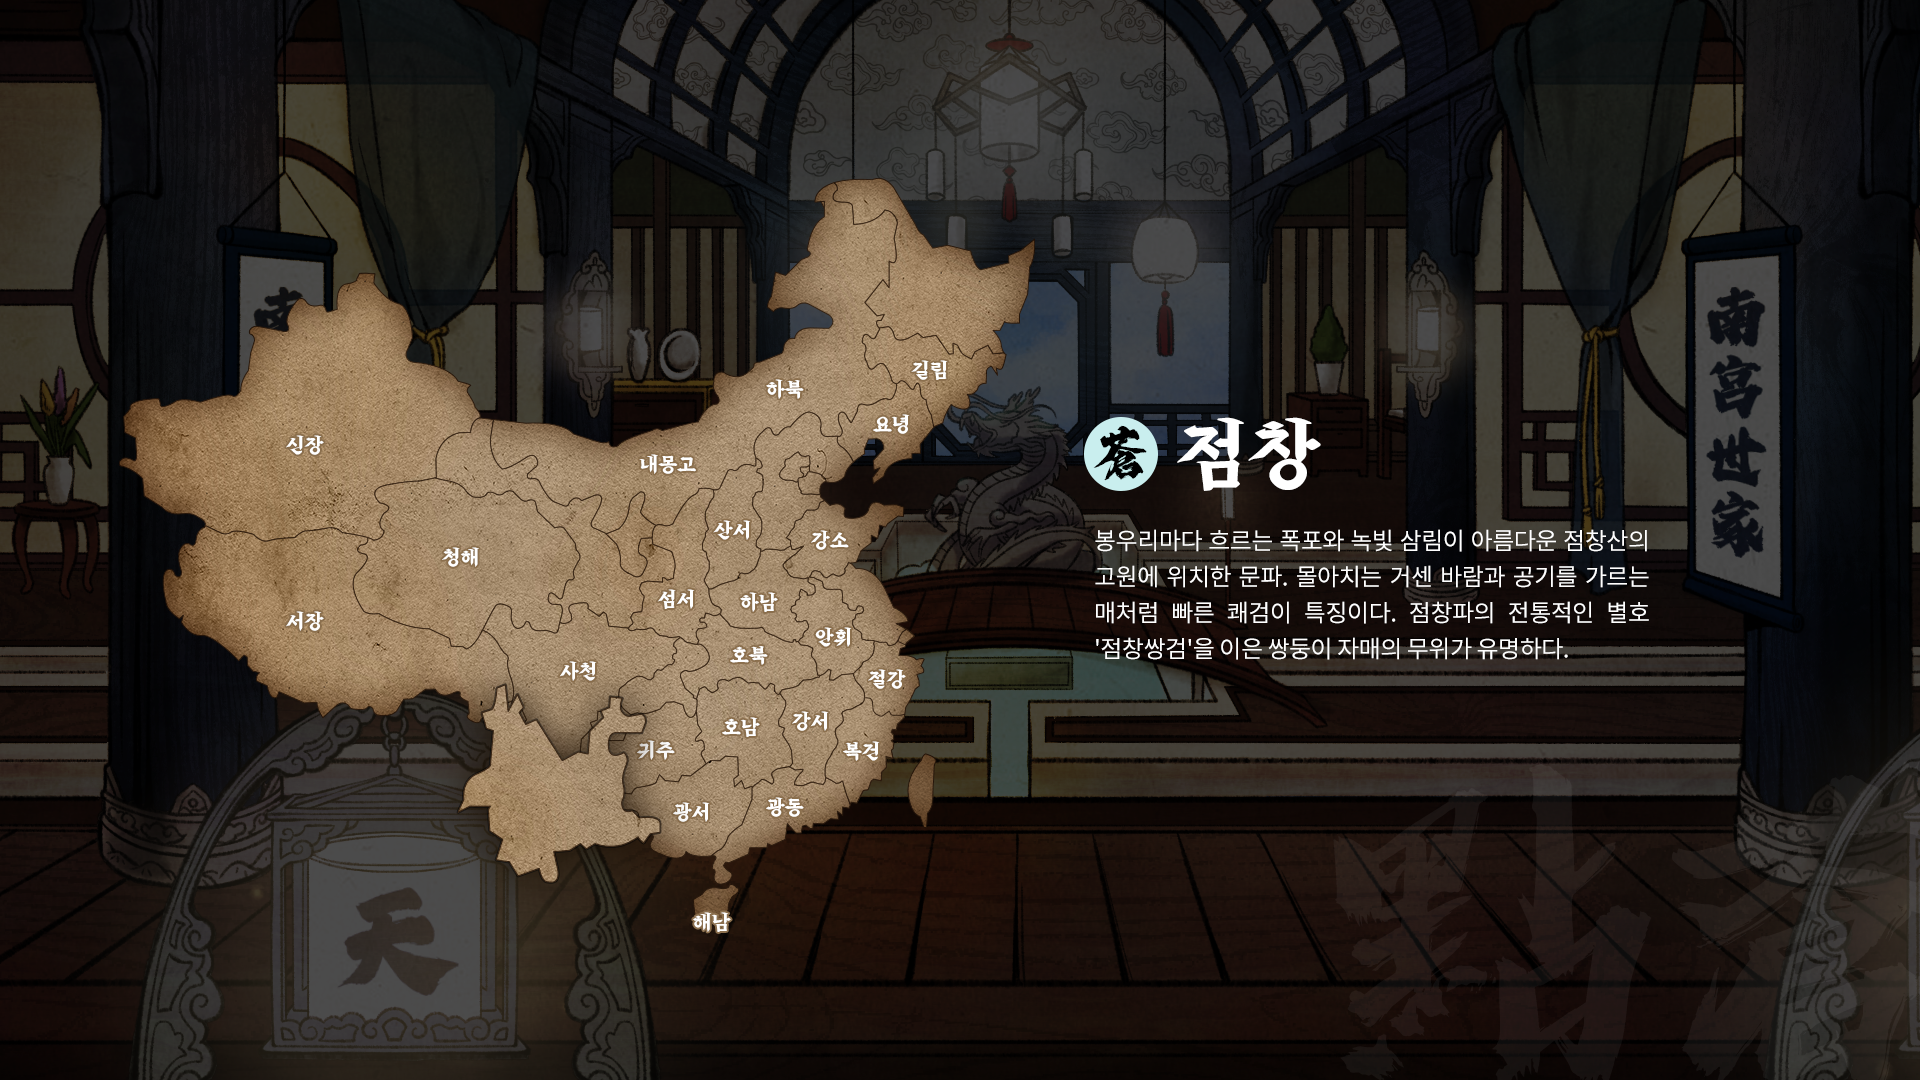 길림
하북
요녕
신장
내몽고
산서
강소
청해
섬서
하남
서장
안휘
호북
사천
절강
호남
강서
귀주
복건
광서
광동
해남
蒼 점창
봉우리마다 흐르는 폭포와 녹빛 삼림이 아름다운 점창산의
고원에 위치한 문파. 몰아치는 거센 바람과 공기를 가르는
매처럼 빠른 쾌검이 특징이다. 점창파의 전통적인 별호
'점창쌍검'을 이은 쌍둥이 자매의 무위가 유명하다.
南宮世家
天
點